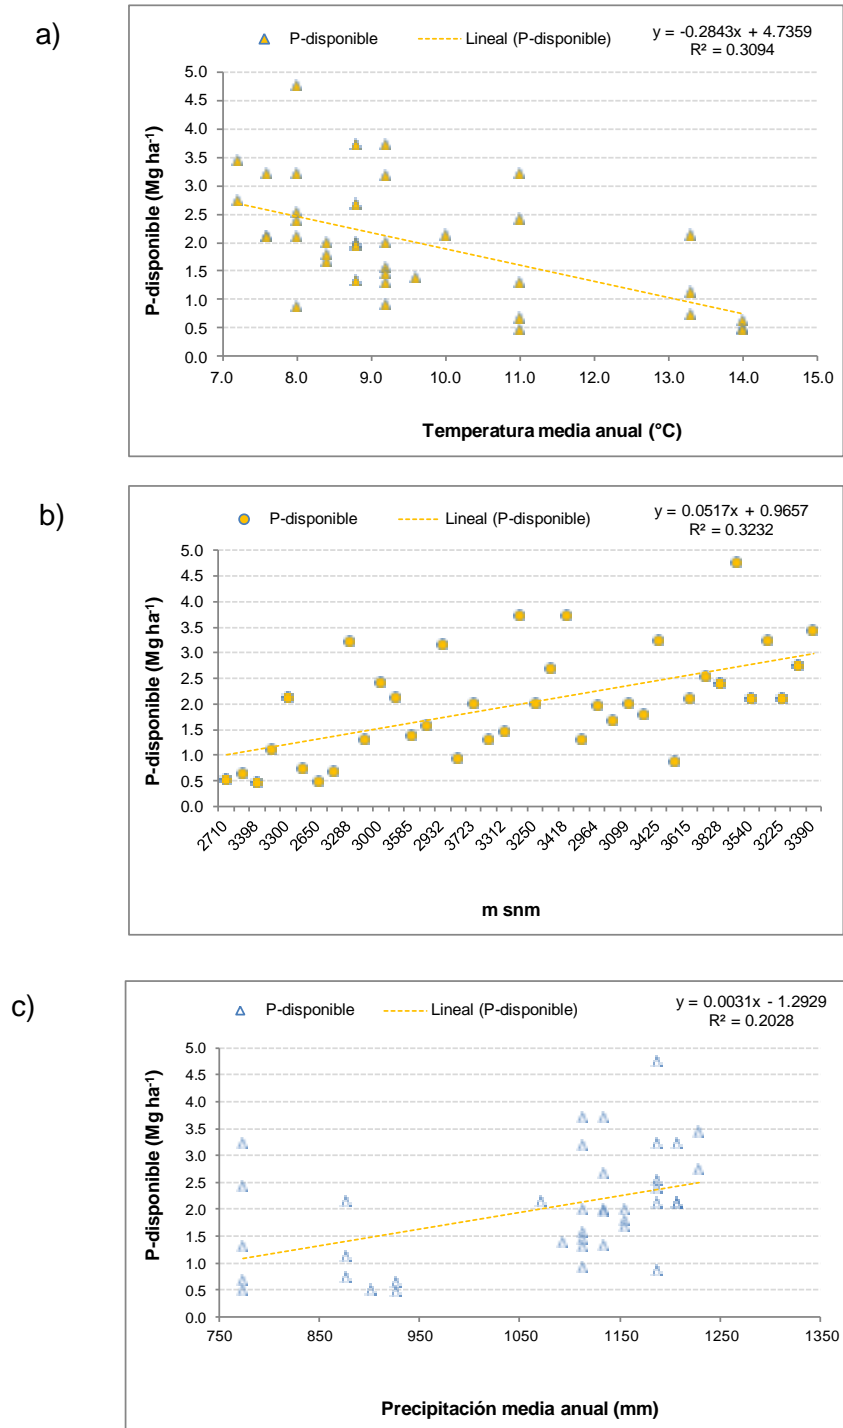 a)
P-disponible
Lineal (P-disponible)
y = -0.2843x + 4.7359
R² = 0.3094
5.0
4.5
4.0
3.5
3.0
2.5
2.0
1.5
1.0
0.5
0.0
P-disponible (Mg ha⁻¹)
7.0 8.0 9.0 10.0 11.0 12.0 13.0 14.0 15.0
Temperatura media anual (°C)
b)
P-disponible
Lineal (P-disponible)
y = 0.0517x + 0.9657
R² = 0.3232
5.0
4.5
4.0
3.5
3.0
2.5
2.0
1.5
1.0
0.5
0.0
P-disponible (Mg ha⁻¹)
2710 3398 3300 2650 3288 3000 3585 2932 3723 3312 3250 3418 2964 3099 3425 3615 3828 3540 3225 3390
m snm
c)
P-disponible
Lineal (P-disponible)
y = 0.0031x - 1.2929
R² = 0.2028
5.0
4.5
4.0
3.5
3.0
2.5
2.0
1.5
1.0
0.5
0.0
P-disponible (Mg ha⁻¹)
750 850 950 1050 1150 1250 1350
Precipitación media anual (mm)